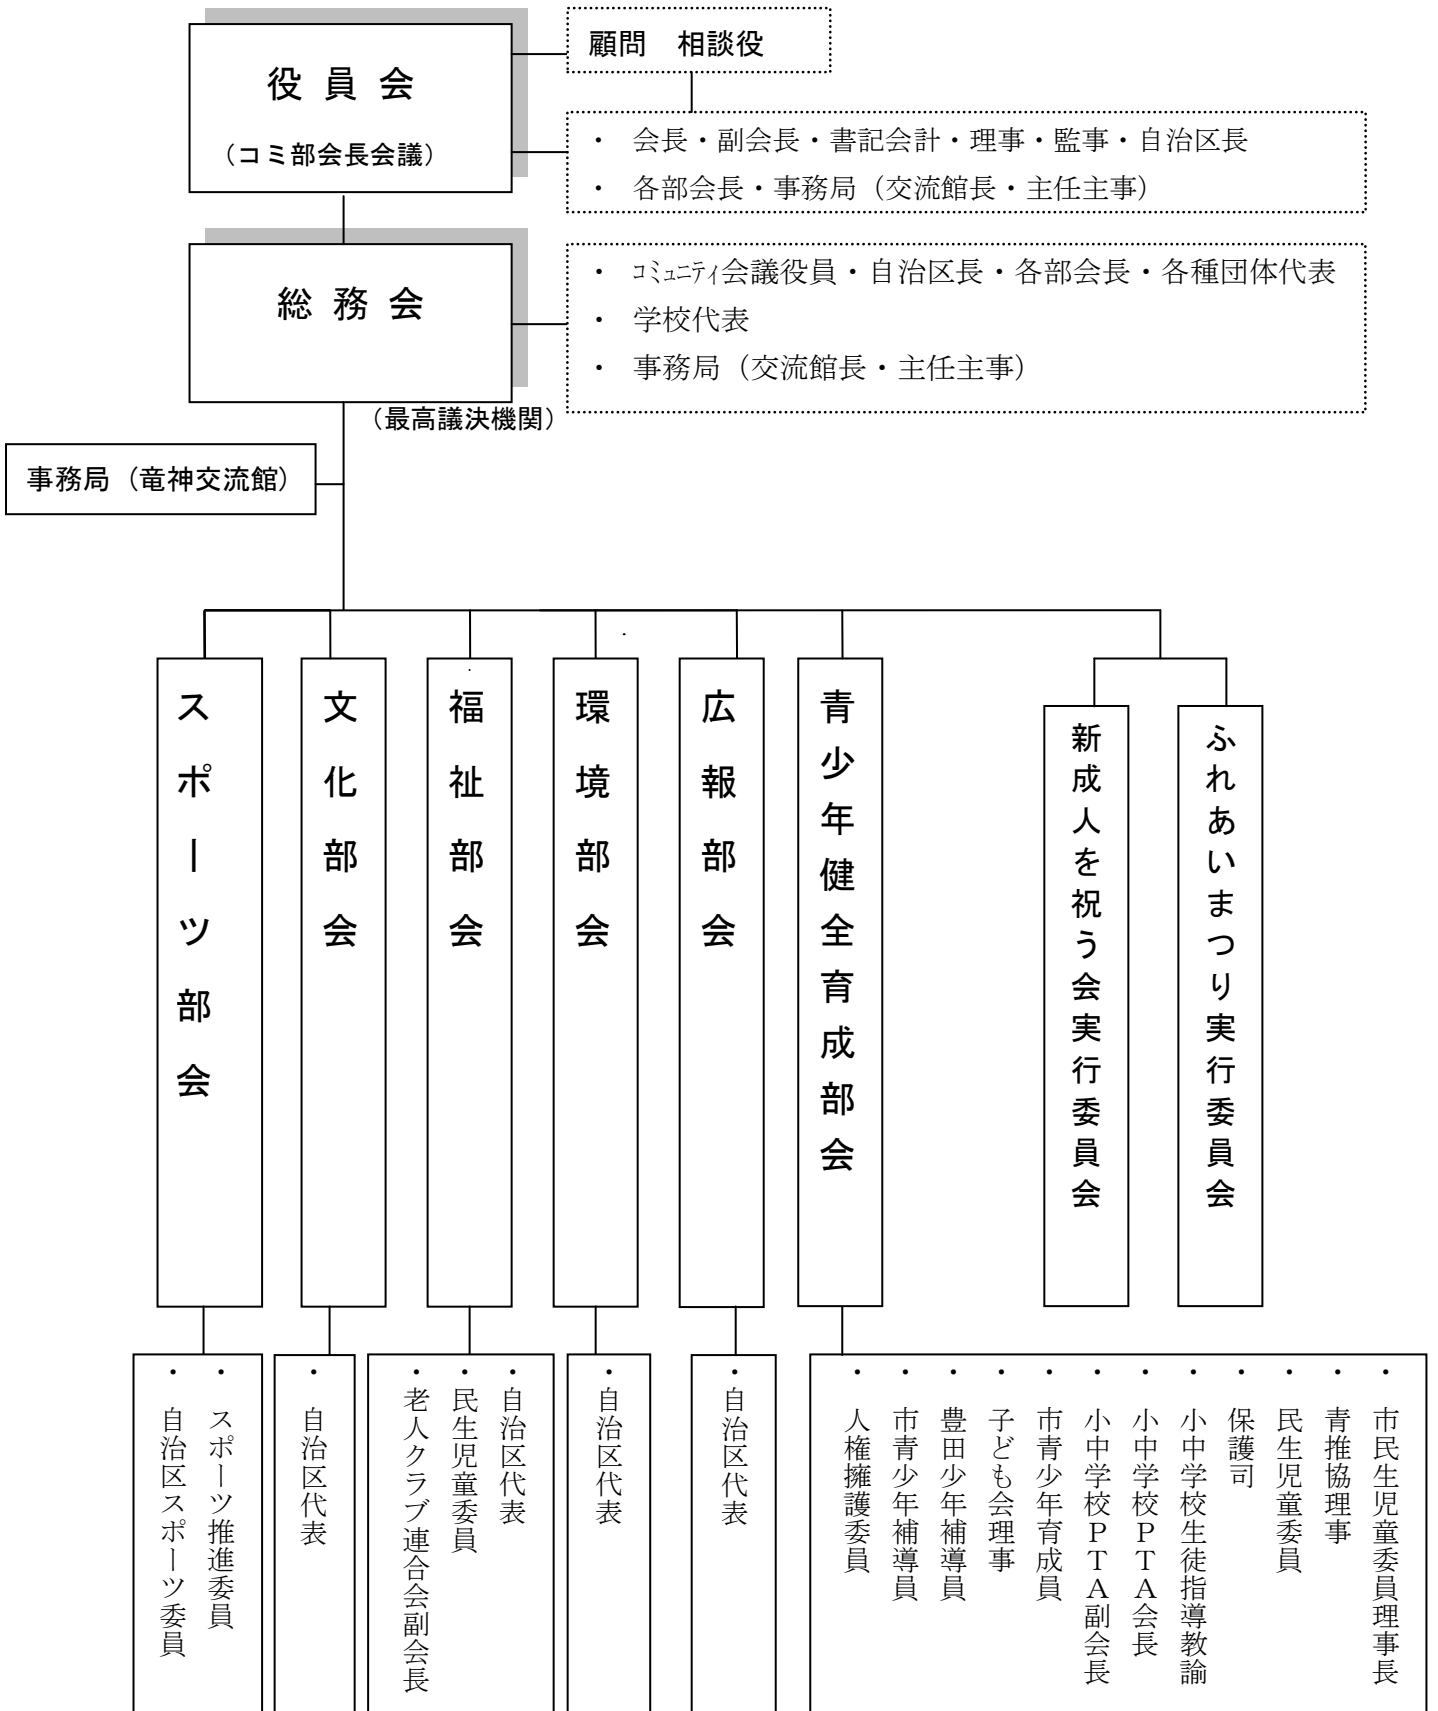 役員会
（コミ部会長会議）
顧問　相談役
・ 会長・副会長・書記会計・理事・監事・自治区長
・ 各部会長・事務局（交流館長・主任主事）
総務会
・ コミュニティ会議役員・自治区長・各部会長・各種団体代表
・ 学校代表
・ 事務局（交流館長・主任主事）
（最高議決機関）
事務局（竜神交流館）
スポーツ部会
文化部会
福祉部会
環境部会
広報部会
青少年健全育成部会
新成人を祝う会実行委員会
ふれあいまつり実行委員会
・スポーツ推進委員
・自治区スポーツ委員
・自治区代表
・自治区代表
・民生児童委員
・老人クラブ連合会副会長
・自治区代表
・自治区代表
・市民生児童委員理事長
・青推協理事
・民生児童委員
・保護司
・小中学校生徒指導教諭
・小中学校ＰＴＡ会長
・小中学校ＰＴＡ副会長
・市青少年育成員
・子ども会理事
・豊田少年補導員
・市青少年補導員
・人権擁護委員